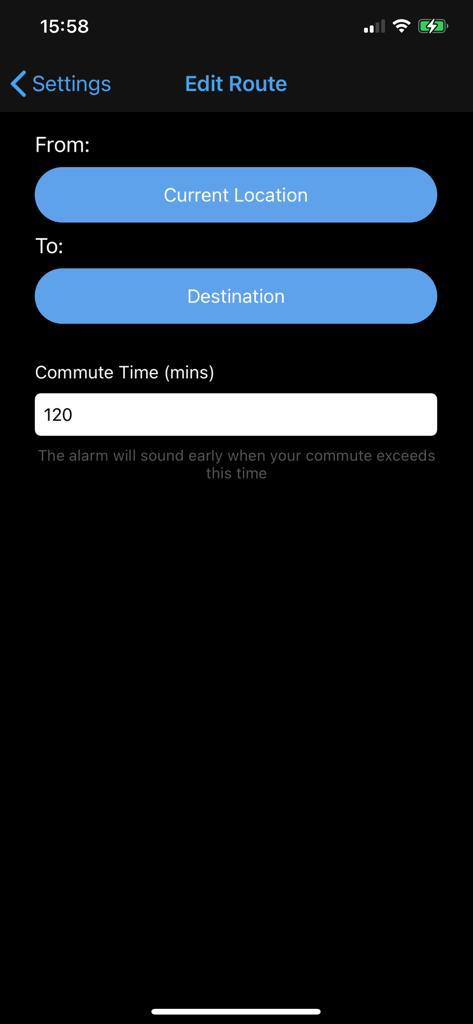 15:58
Settings
Edit Route
From:
Current Location
To:
Destination
Commute Time (mins)
120
The alarm will sound early when your commute exceeds
this time